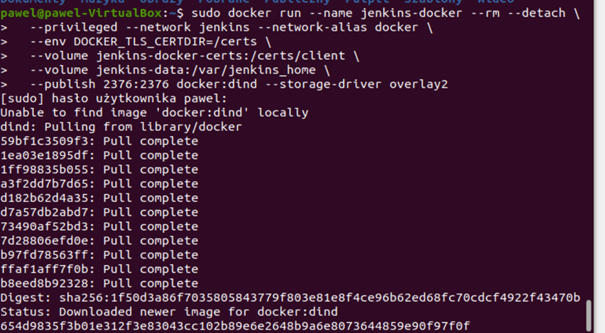 pawel@pawel-VirtualBox:~$ sudo docker run --name jenkins-docker --rm --detach \
>   --privileged --network jenkins --network-alias docker \
>   --env DOCKER_TLS_CERTDIR=/certs \
>   --volume jenkins-docker-certs:/certs/client \
>   --volume jenkins-data:/var/jenkins_home \
>   --publish 2376:2376 docker:dind --storage-driver overlay2
[sudo] hasło użytkownika pawel:
Unable to find image 'docker:dind' locally
dind: Pulling from library/docker
59bf1c3509f3: Pull complete
1ea03e1895df: Pull complete
1ff98835b055: Pull complete
a3f2dd7b7d65: Pull complete
d182b62d4a35: Pull complete
d7a57db2abd7: Pull complete
73490af52bd3: Pull complete
7d28806efd0e: Pull complete
b97fd78563ff: Pull complete
ffaf1aff7f0b: Pull complete
b8eed8b92328: Pull complete
Digest: sha256:1f50d3a86f7035805843779f803e81e8f4ce96b62ed68fc70cdcf4922f43470b
Status: Downloaded newer image for docker:dind
654d9835f3b01e312f3e83043cc102b89e6e2648b9a6e8073644859e90f97f0f